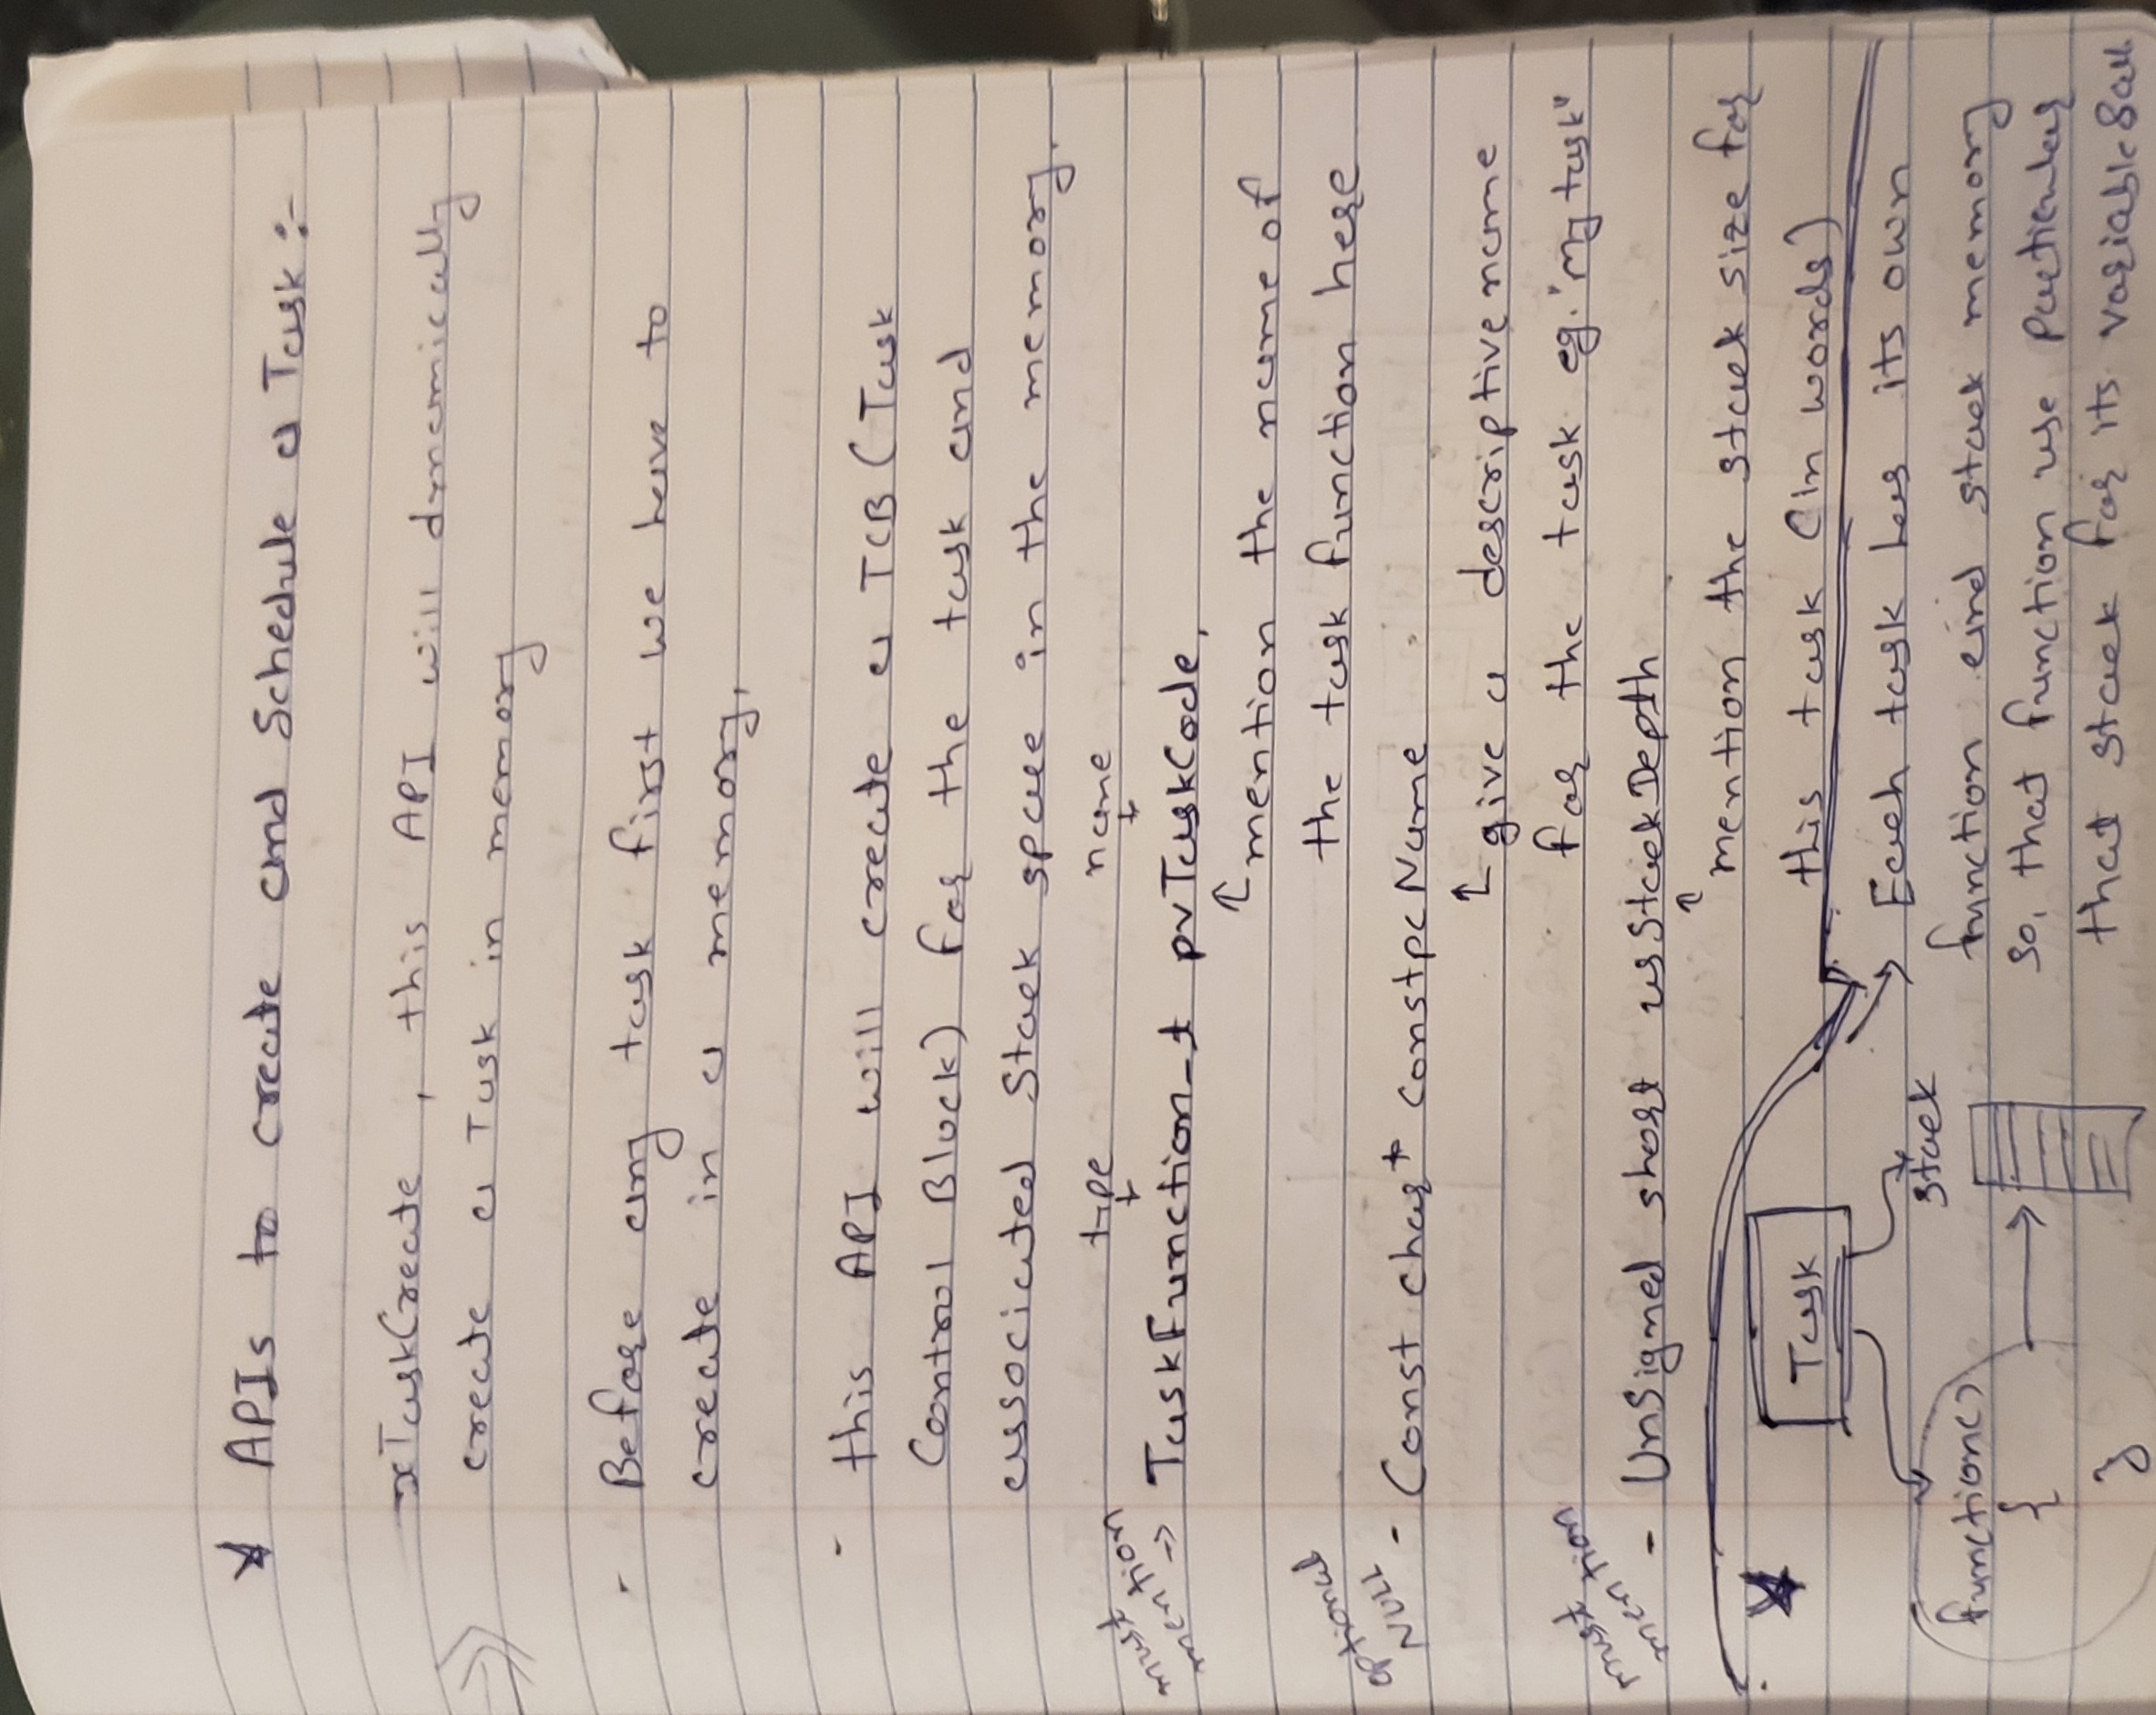 APIs to create and Schedule a Task :-
xTaskCreate , this API will dynamically
create a Task in memory
- Before any task first we have to
create in a memory,
- this API will create a TCB (Task
Control Block) for the task and
associated Stack space in the memory.
type name
must mention -> TaskFunction_t pvTaskCode,
mention the name of
the task function here
optional NULL - Const char* constpcName
give a descriptive name
for the task eg. "My task"
must mention - Unsigned short usStackDepth
mention the stack size for
this task (in words)
Task
Each task has its own
stack
function()
function and stack memory
{
so, that function use particular
}
that stack for its variable & all.